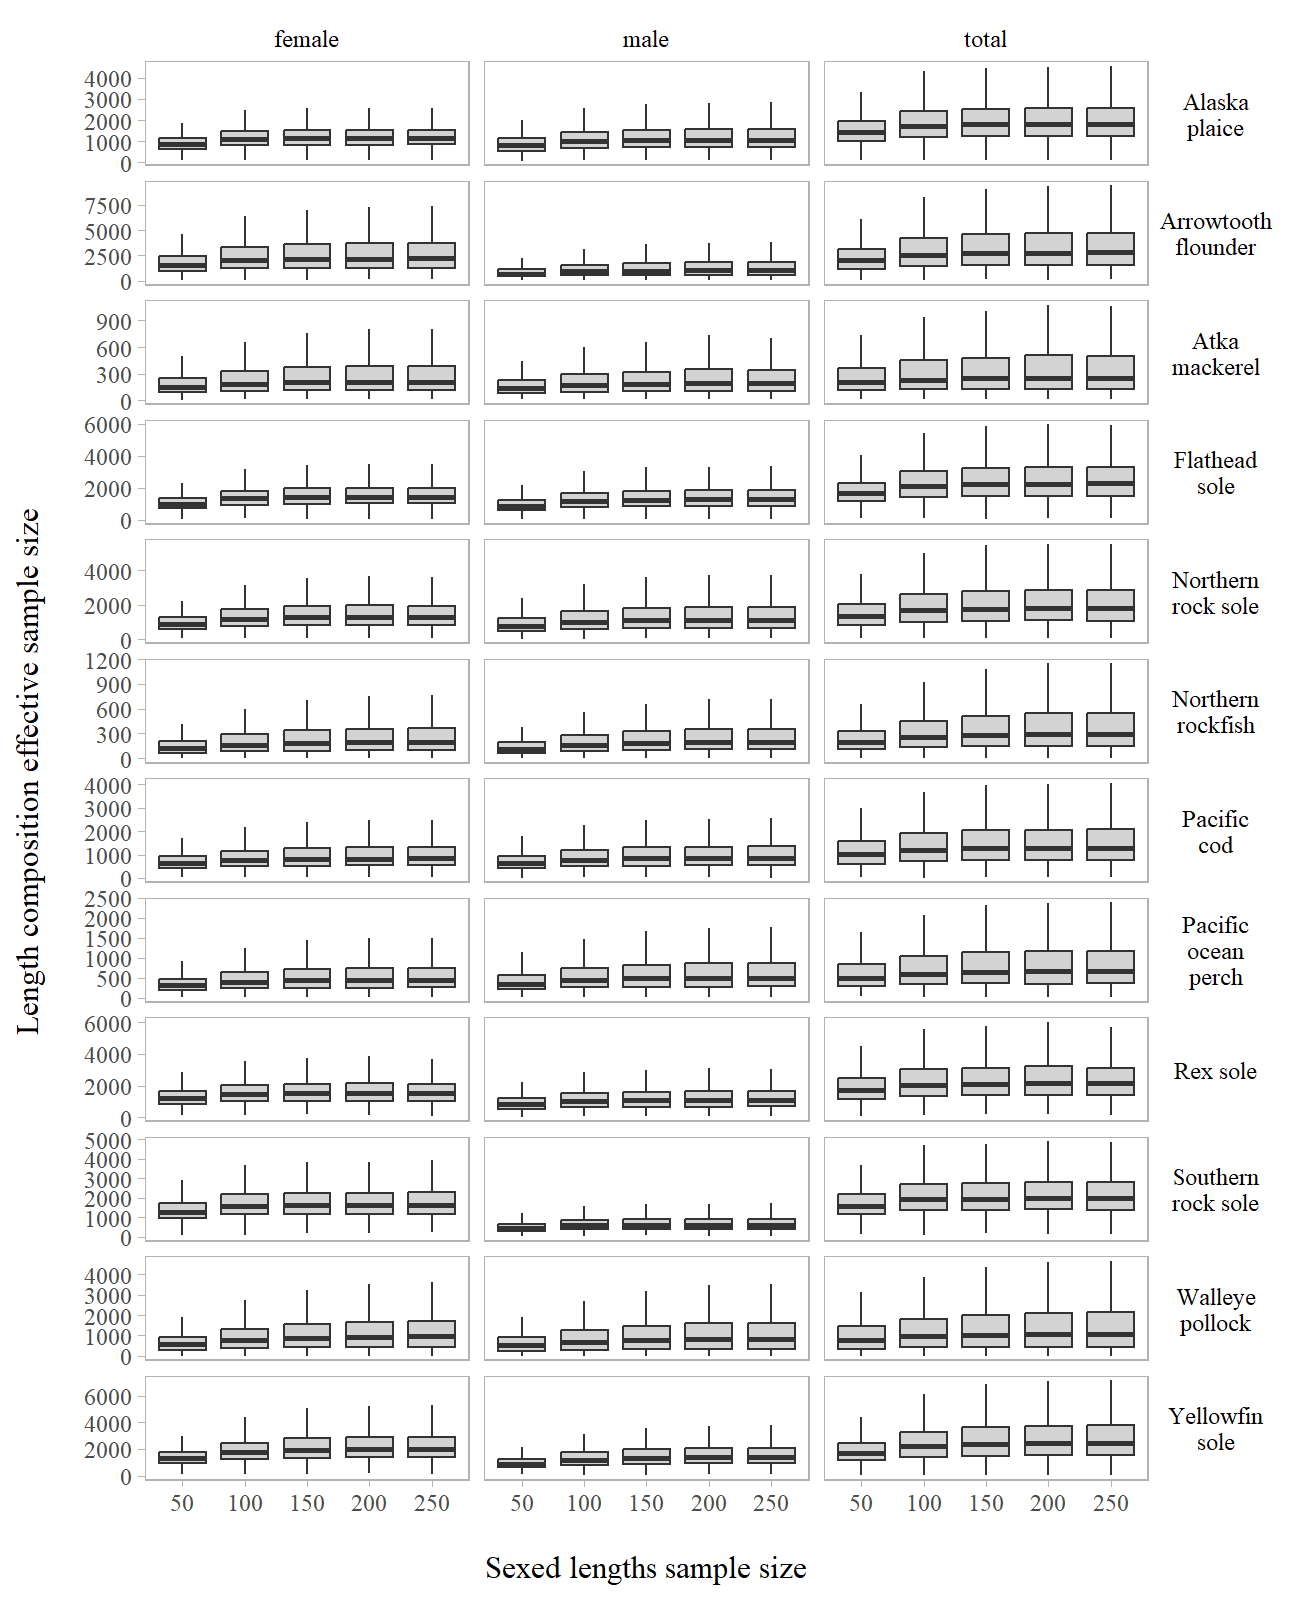 female male total
4000
3000
2000
1000
0
Alaska
plaice
7500
5000
2500
0
Arrowtooth
flounder
900
600
300
0
Atka
mackerel
6000
4000
2000
0
Flathead
sole
4000
2000
0
Northern
rock sole
1200
900
600
300
0
Northern
rockfish
4000
3000
2000
1000
0
Pacific
cod
2500
2000
1500
1000
500
0
Pacific
ocean
perch
6000
4000
2000
0
Rex sole
5000
4000
3000
2000
1000
0
Southern
rock sole
4000
3000
2000
1000
0
Walleye
pollock
6000
4000
2000
0
Yellowfin
sole
50 100 150 200 250 50 100 150 200 250 50 100 150 200 250
Sexed lengths sample size
Length composition effective sample size